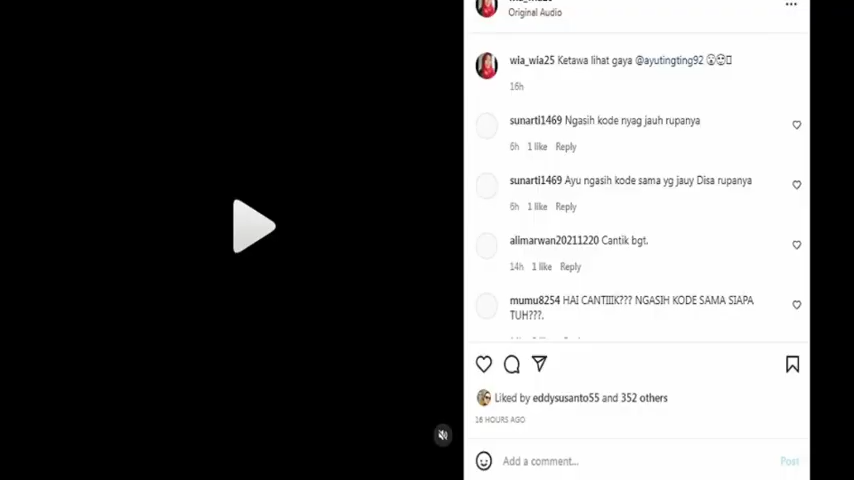 Original Audio
wia_wia25 Ketawa lihat gaya @ayutingting92
16h
sunarti1469 Ngasih kode nyag jauh rupanya
6h 1 like Reply
sunarti1469 Ayu ngasih kode sama yg jauy Disa rupanya
6h 1 like Reply
alimarwan20211220 Cantik bgt.
14h 1 like Reply
mumu8254 HAI CANTIIIK??? NGASIH KODE SAMA SIAPA
TUH???.
Liked by eddysusanto55 and 352 others
16 HOURS AGO
Add a comment... Post